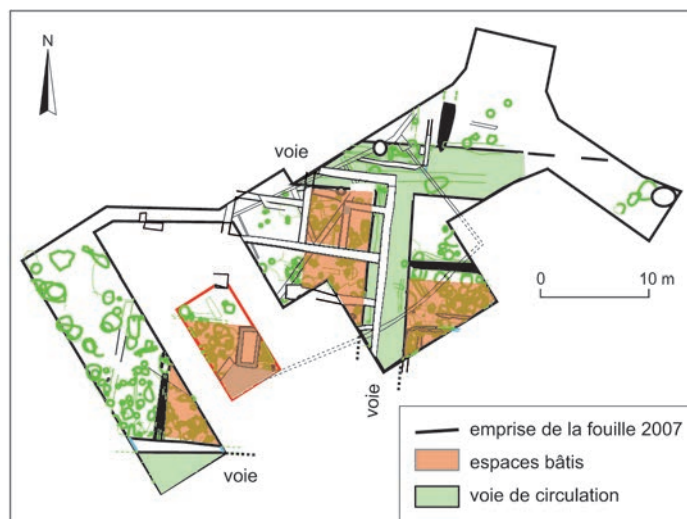 N
voie
0 10 m
voie
voie
emprise de la fouille 2007
espaces bâtis
voie de circulation